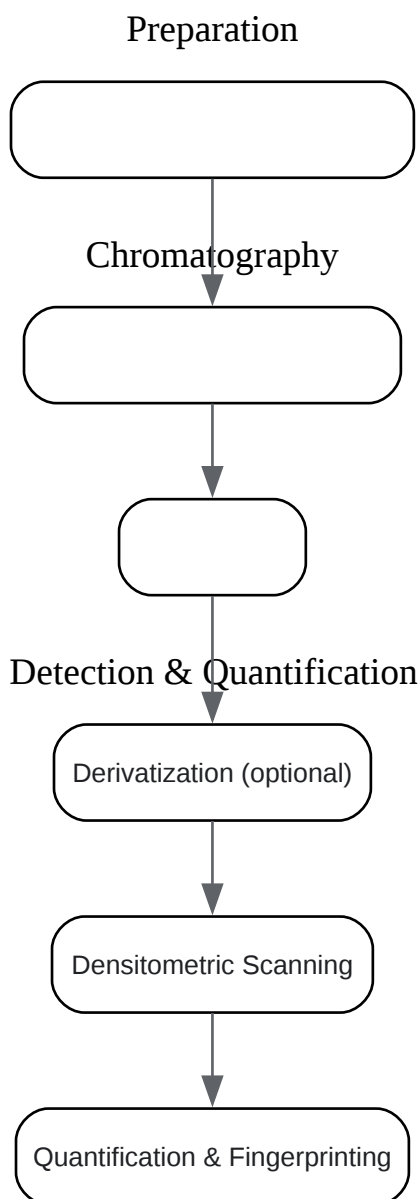 Preparation
Chromatography
Detection & Quantification
Derivatization (optional)
Densitometric Scanning
Quantification & Fingerprinting